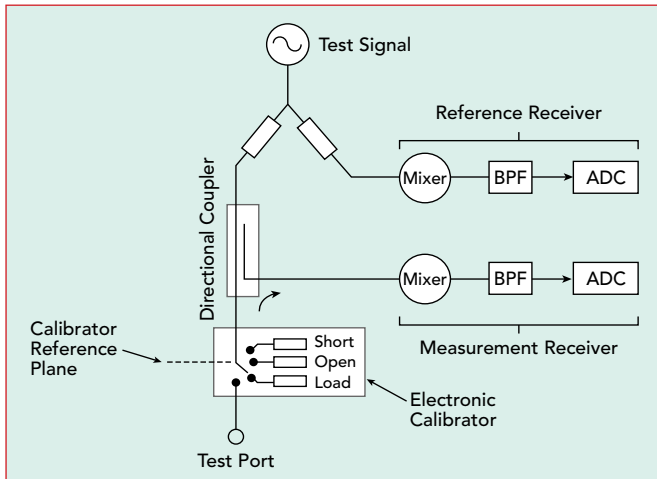 Test Signal
Reference Receiver
Mixer
BPF
ADC
Directional Coupler
Mixer
BPF
ADC
Measurement Receiver
Calibrator
Reference
Plane
Short
Open
Load
Electronic
Calibrator
Test Port